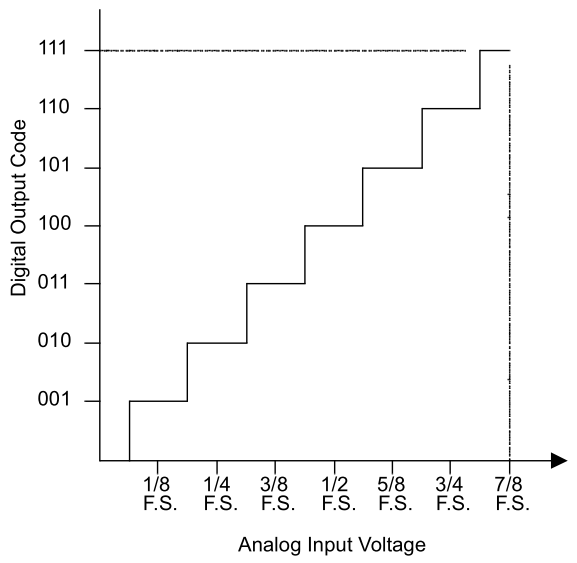 111
110
101
100
011
010
001
Digital Output Code
1/8 1/4 3/8 1/2 5/8 3/4 7/8
F.S. F.S. F.S. F.S. F.S. F.S. F.S.
Analog Input Voltage